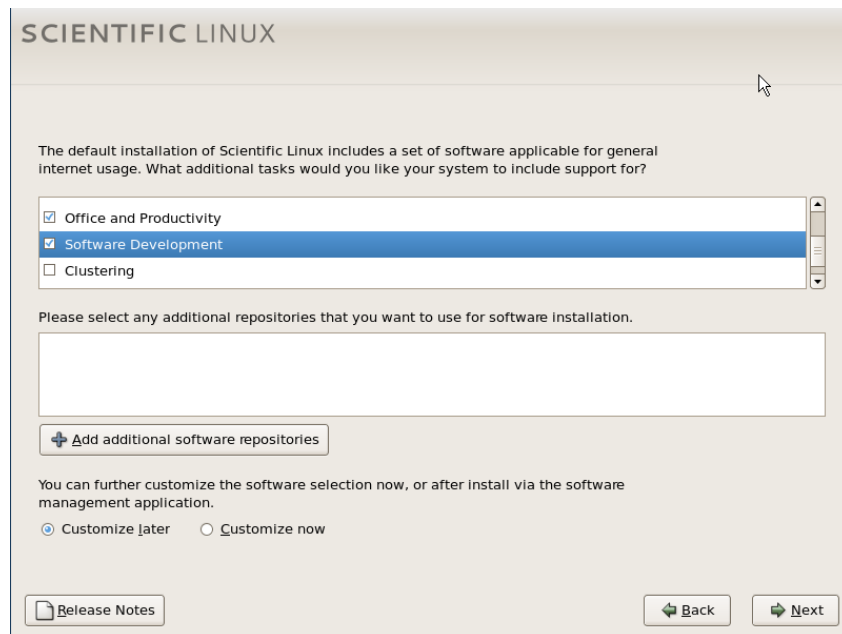 SCIENTIFIC LINUX
The default installation of Scientific Linux includes a set of software applicable for general
internet usage. What additional tasks would you like your system to include support for?
Office and Productivity
Software Development
Clustering
Please select any additional repositories that you want to use for software installation.
Add additional software repositories
You can further customize the software selection now, or after install via the software
management application.
Customize later Customize now
Release Notes Back Next